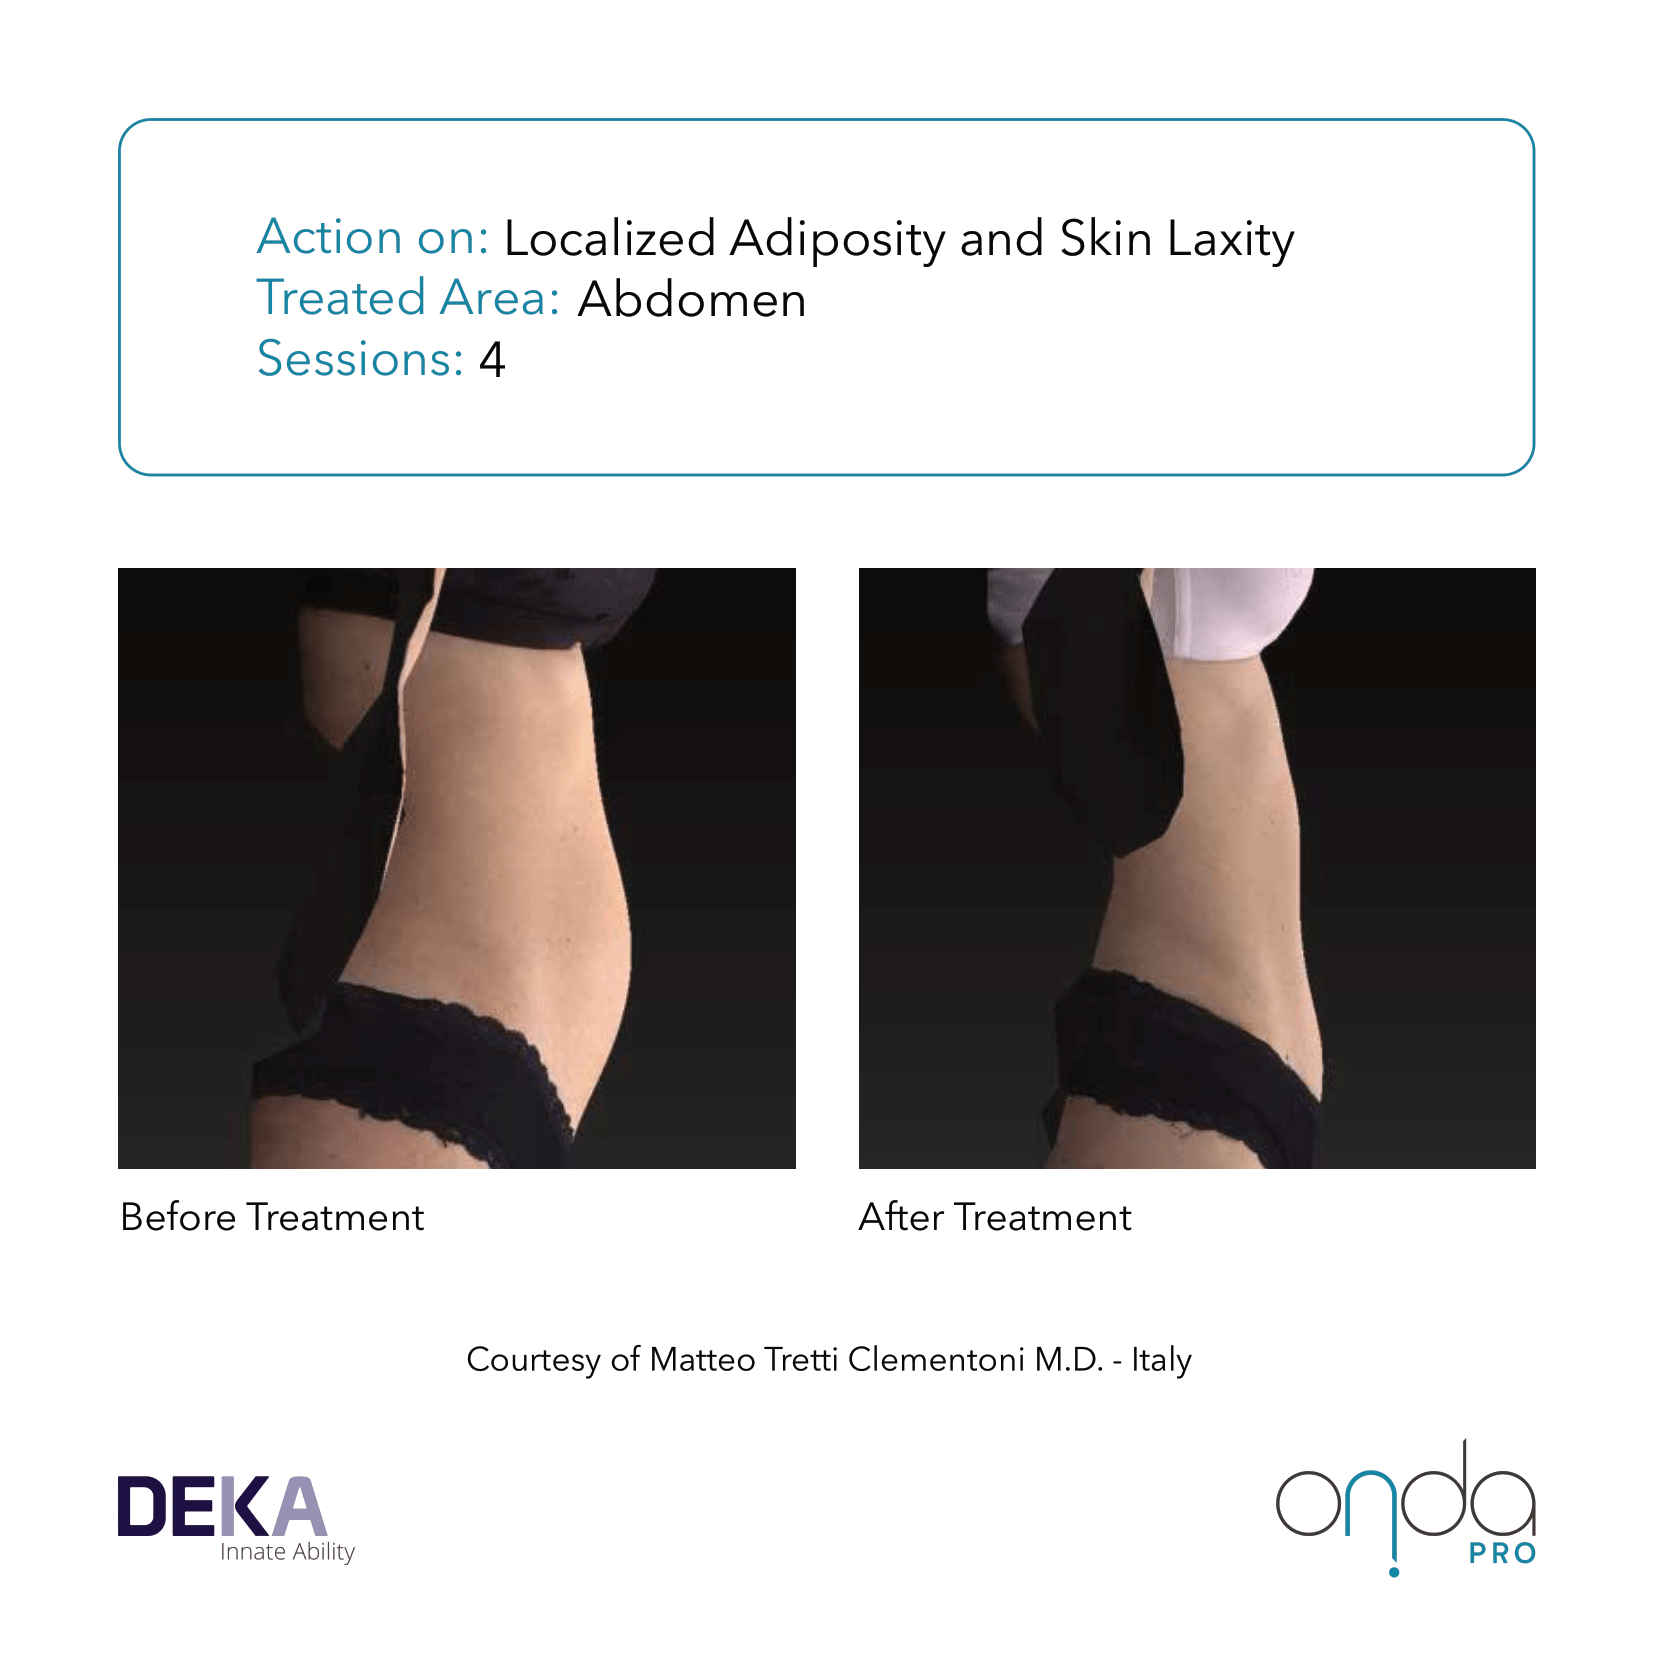 Action on: Localized Adiposity and Skin Laxity
Treated Area: Abdomen
Sessions: 4
Before Treatment
After Treatment
Courtesy of Matteo Tretti Clementoni M.D. - Italy
DEKA
Innate Ability
onda
PRO